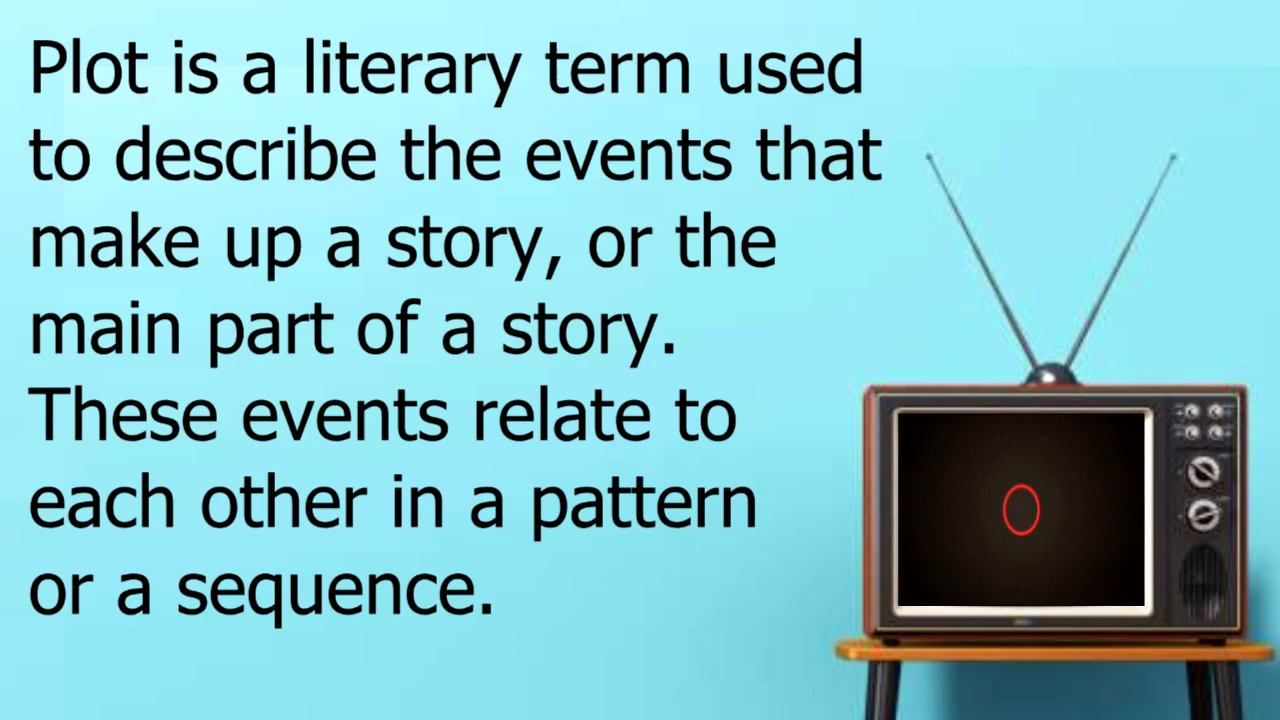 Plot is a literary term used
to describe the events that
make up a story, or the
main part of a story.
These events relate to
each other in a pattern
or a sequence.